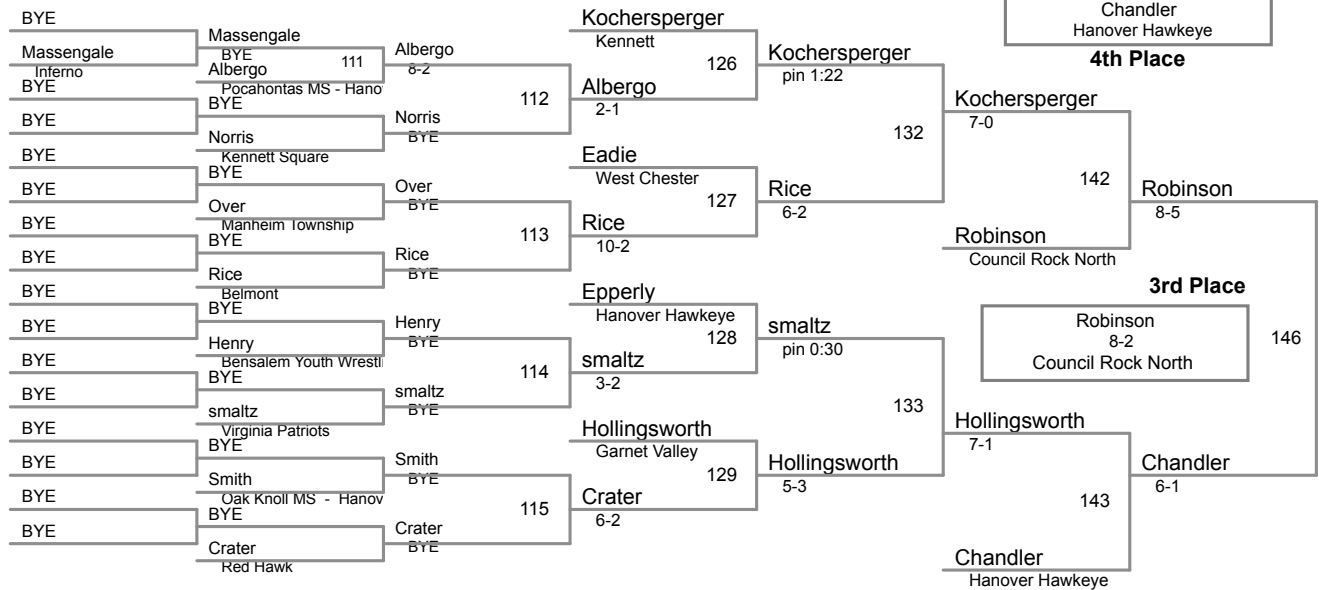 BYE
Massengale
Inferno
BYE
BYE
BYE
BYE
BYE
BYE
BYE
BYE
BYE
BYE
BYE
BYE
BYE
BYE
Massengale
BYE
111
Albergo
Pocahontas MS - Hano
BYE
Norris
Kennett Square
BYE
Over
Manheim Township
BYE
Rice
Belmont
BYE
Henry
Bensalem Youth Wrestli
BYE
smaltz
Virginia Patriots
BYE
Smith
Oak Knoll MS - Hanov
BYE
Crater
Red Hawk
Albergo
8-2
112
Norris
BYE
Over
BYE
113
Rice
BYE
Henry
BYE
114
smaltz
BYE
Smith
BYE
115
Crater
BYE
Kochersperger
Kennett
126
Albergo
2-1
Eadie
West Chester
127
Rice
10-2
Epperly
Hanover Hawkeye
128
smaltz
3-2
Hollingsworth
Garnet Valley
129
Crater
6-2
Kochersperger
pin 1:22
132
Rice
6-2
smaltz
pin 0:30
133
Hollingsworth
5-3
Kochersperger
7-0
142
Robinson
Council Rock North
Hollingsworth
7-1
143
Chandler
Hanover Hawkeye
Robinson
8-5
146
Chandler
6-1
Chandler
Hanover Hawkeye
4th Place
3rd Place
Robinson
8-2
Council Rock North